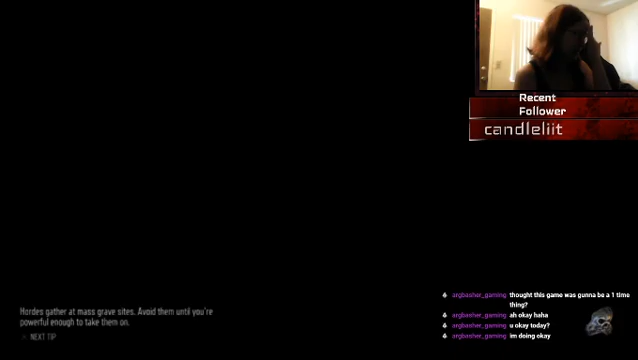 Recent
Follower
candleliit
argbasher_gaming thought this game was gunna be a 1 time
thing?
argbasher_gaming ah okay haha
argbasher_gaming u okay today?
argbasher_gaming im doing okay
Hordes gather at mass grave sites. Avoid them until you're
powerful enough to take them on.
NEXT TIP